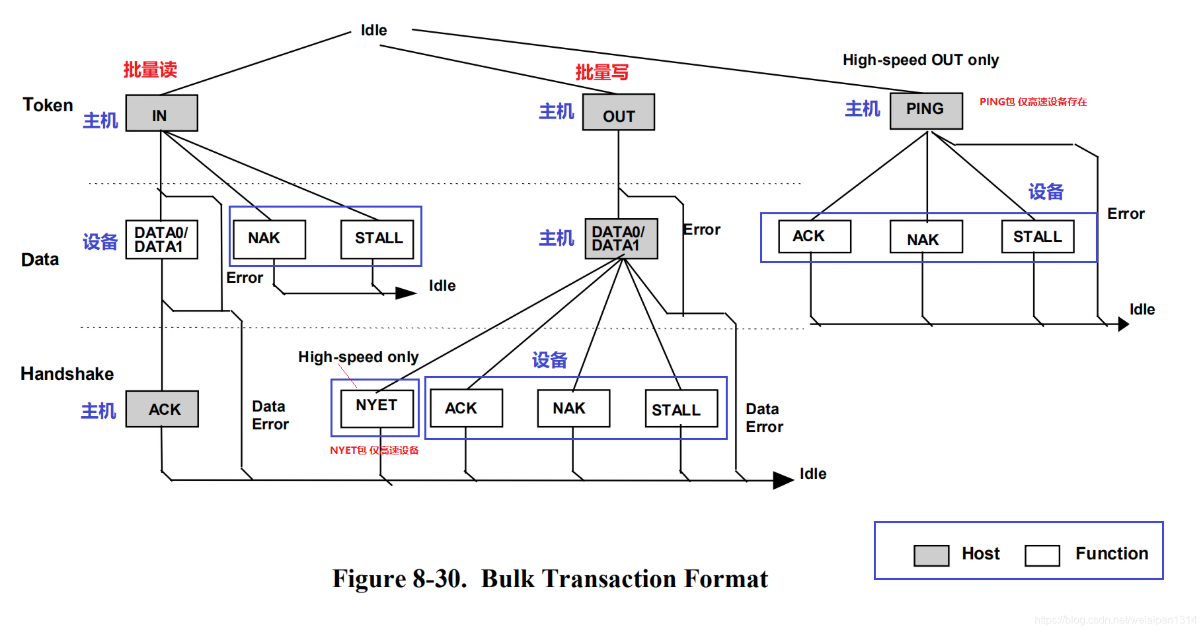 Idle
批量读
批量写
High-speed OUT only
Token
主机
IN
主机
OUT
主机
PING
PING包 仅高速设备存在
设备
Data
设备
DATA0/
DATA1
NAK
STALL
Error
Idle
主机
DATA0/
DATA1
Error
ACK
NAK
STALL
Error
Idle
Handshake
主机
ACK
Data
Error
High-speed only
NYET
NYET包 仅高速设备
设备
ACK
NAK
STALL
Data
Error
Idle
Host
Function
Figure 8-30. Bulk Transaction Format
https://blog.csdn.net/weiaipan1314